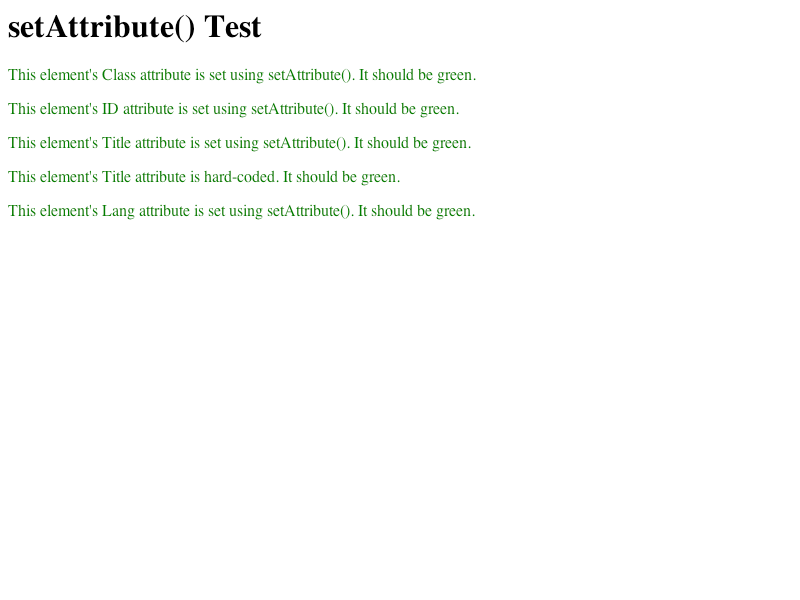 setAttribute() Test
This element's Class attribute is set using setAttribute(). It should be green.
This element's ID attribute is set using setAttribute(). It should be green.
This element's Title attribute is set using setAttribute(). It should be green.
This element's Title attribute is hard-coded. It should be green.
This element's Lang attribute is set using setAttribute(). It should be green.